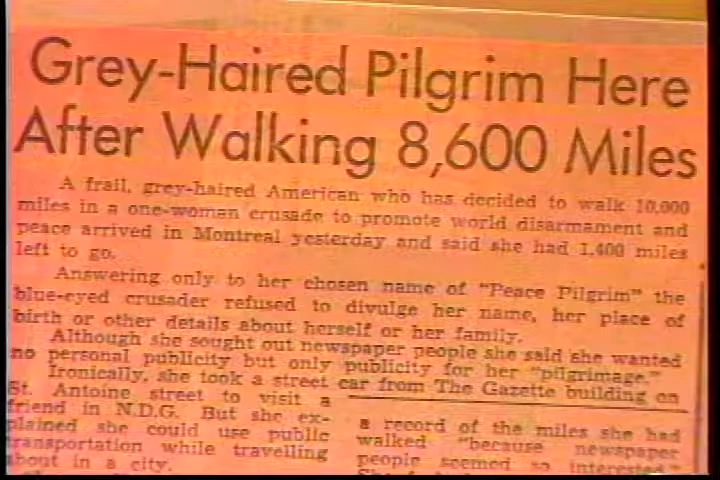 Grey-Haired Pilgrim Here
After Walking 8,600 Miles
A frail, grey-haired American who has decided to walk 10,000
miles in a one-woman crusade to promote world disarmament and
peace arrived in Montreal yesterday and said she had 1,400 miles
left to go.
Answering only to her chosen name of "Peace Pilgrim" the
blue-eyed crusader refused to divulge her name, her place of
birth or other details about herself or her family.
Although she sought out newspaper people she said she wanted
no personal publicity but only publicity for her "pilgrimage."
Ironically, she took a street car from The Gazette building on
St. Antoine street to visit a
friend in N.D.G. But she ex-
plained she could use public
transportation while travelling
about in a city.
a record of the miles she had
walked "because newspaper
people seemed so interested."